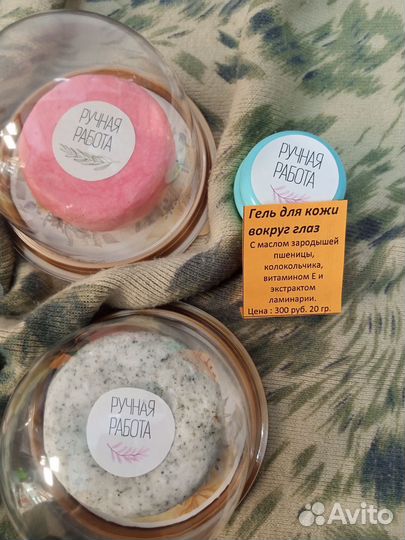 РУЧНАЯ
РАБОТА
РУЧНАЯ
РАБОТА
Гель для кожи
вокруг глаз
С маслом зародышей
пшеницы,
колокольчика,
витамином Е и
экстрактом
ламинарии.
Цена : 300 руб. 20 гр.
РУЧНАЯ
РАБОТА
Avito